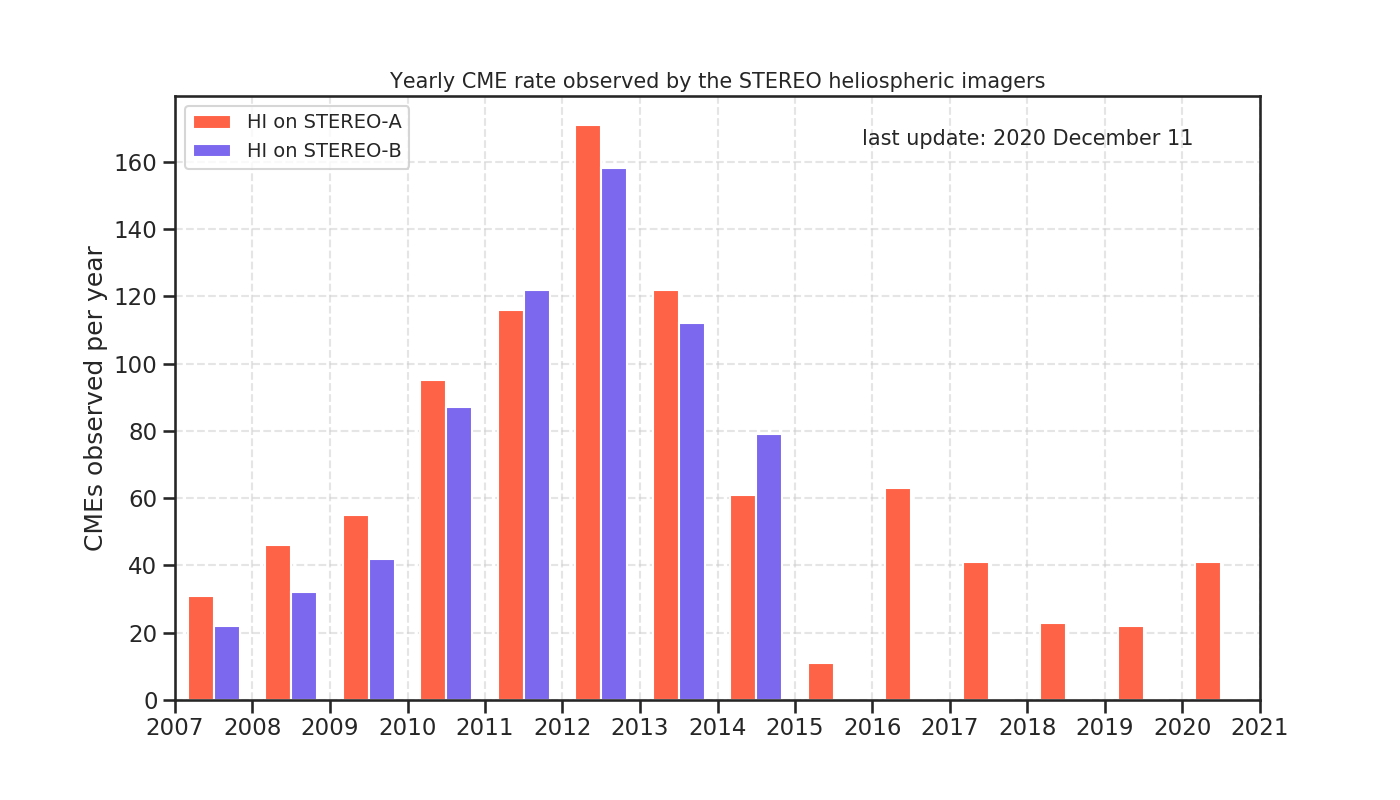 Yearly CME rate observed by the STEREO heliospheric imagers
HI on STEREO-A
HI on STEREO-B
last update: 2020 December 11
CMEs observed per year
160
140
120
100
80
60
40
20
0
2007 2008 2009 2010 2011 2012 2013 2014 2015 2016 2017 2018 2019 2020 2021